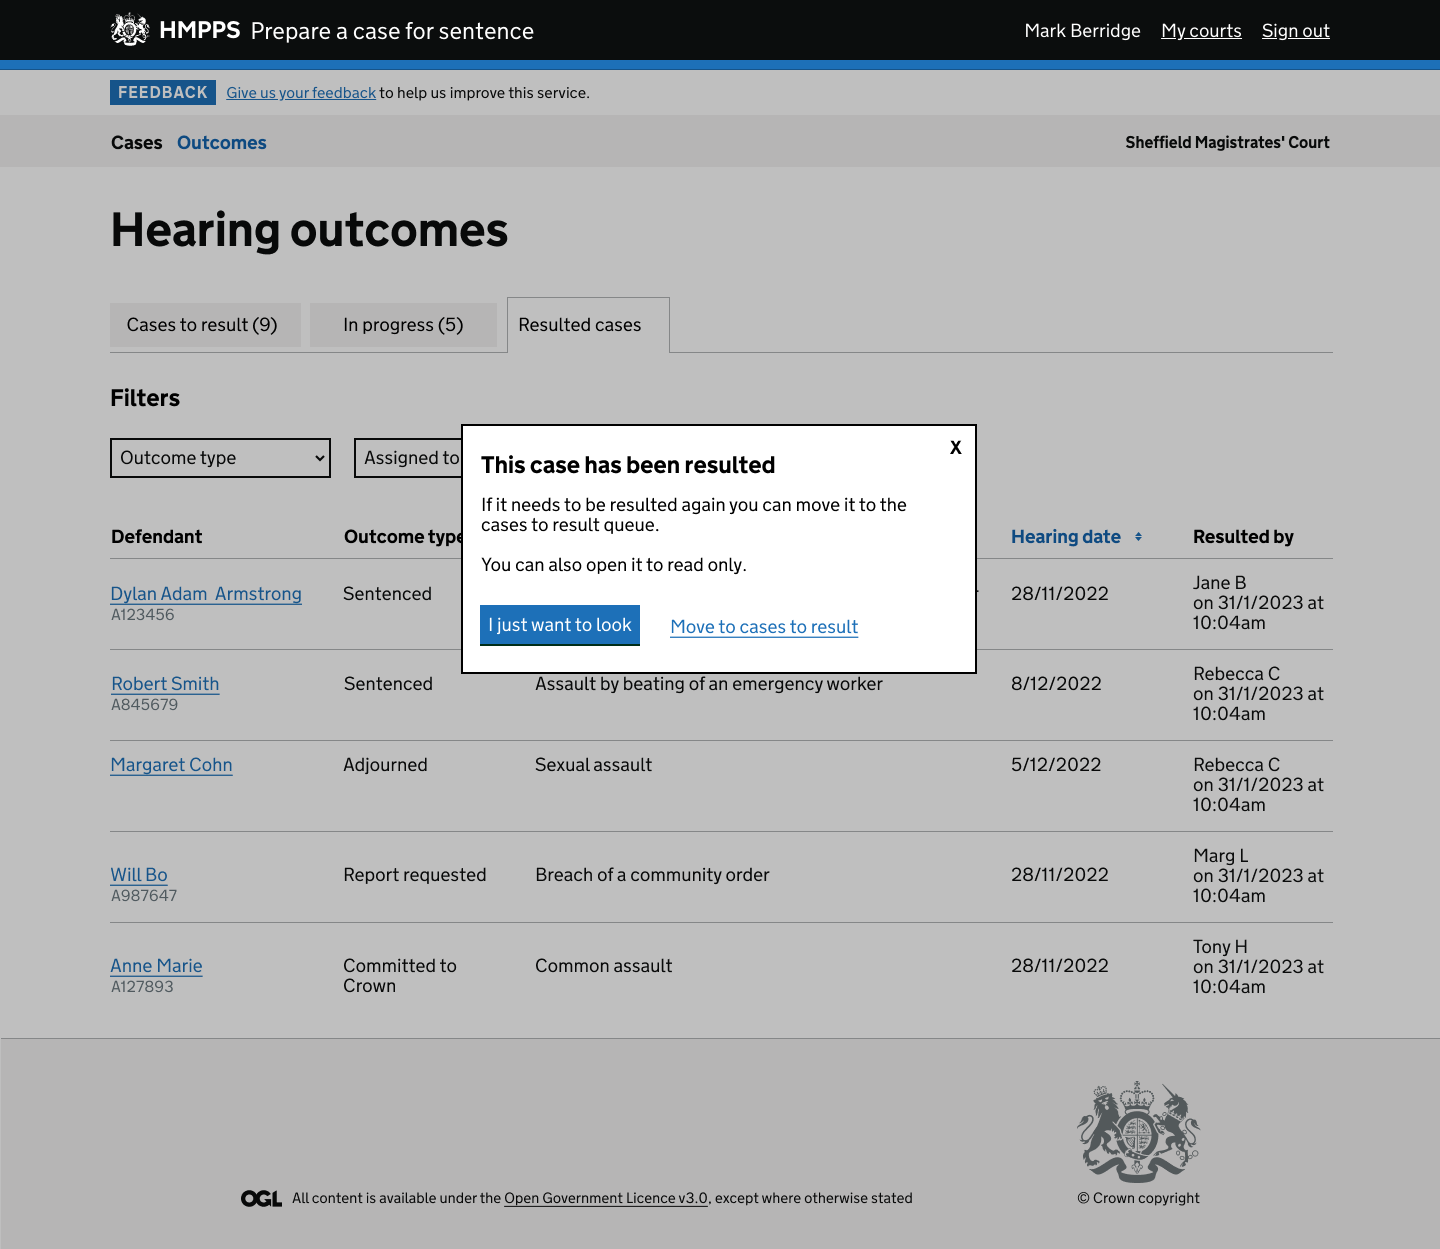 HMPPS Prepare a case for sentence
Mark Berridge My courts Sign out
FEEDBACK Give us your feedback to help us improve this service.
Cases Outcomes
Sheffield Magistrates' Court
Hearing outcomes
Cases to result (9)
In progress (5)
Resulted cases
Filters
Outcome type
Assigned to
X
This case has been resulted
If it needs to be resulted again you can move it to the
cases to result queue.
You can also open it to read only.
I just want to look
Move to cases to result
Defendant
Outcome type
Hearing date
Resulted by
Dylan Adam Armstrong
A123456
Sentenced
28/11/2022
Jane B
on 31/1/2023 at
10:04am
Robert Smith
A845679
Sentenced
Assault by beating of an emergency worker
8/12/2022
Rebecca C
on 31/1/2023 at
10:04am
Margaret Cohn
Adjourned
Sexual assault
5/12/2022
Rebecca C
on 31/1/2023 at
10:04am
Will Bo
A987647
Report requested
Breach of a community order
28/11/2022
Marg L
on 31/1/2023 at
10:04am
Anne Marie
A127893
Committed to
Crown
Common assault
28/11/2022
Tony H
on 31/1/2023 at
10:04am
OGL All content is available under the Open Government Licence v3.0, except where otherwise stated
© Crown copyright